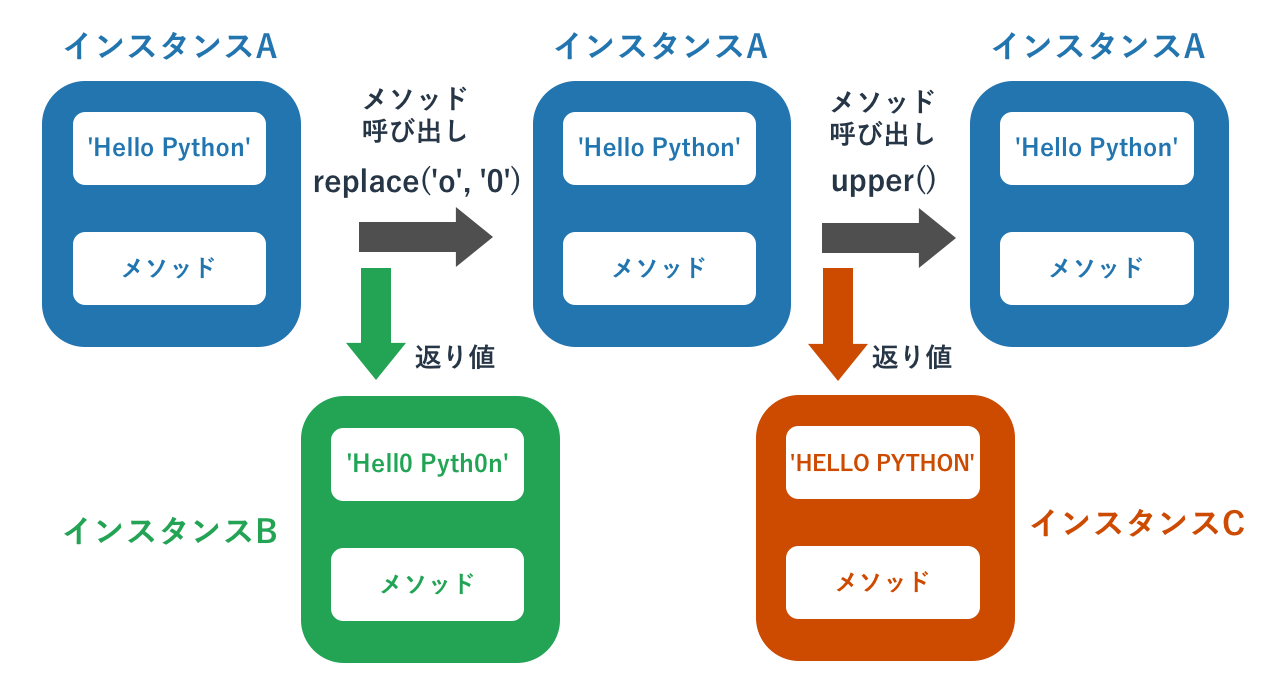 インスタンスA
インスタンスA
インスタンスA
'Hello Python'
メソッド
メソッド
呼び出し
replace('o', '0')
'Hello Python'
メソッド
メソッド
呼び出し
upper()
'Hello Python'
メソッド
返り値
返り値
インスタンスB
'Hell0 Pyth0n'
メソッド
'HELLO PYTHON'
メソッド
インスタンスC